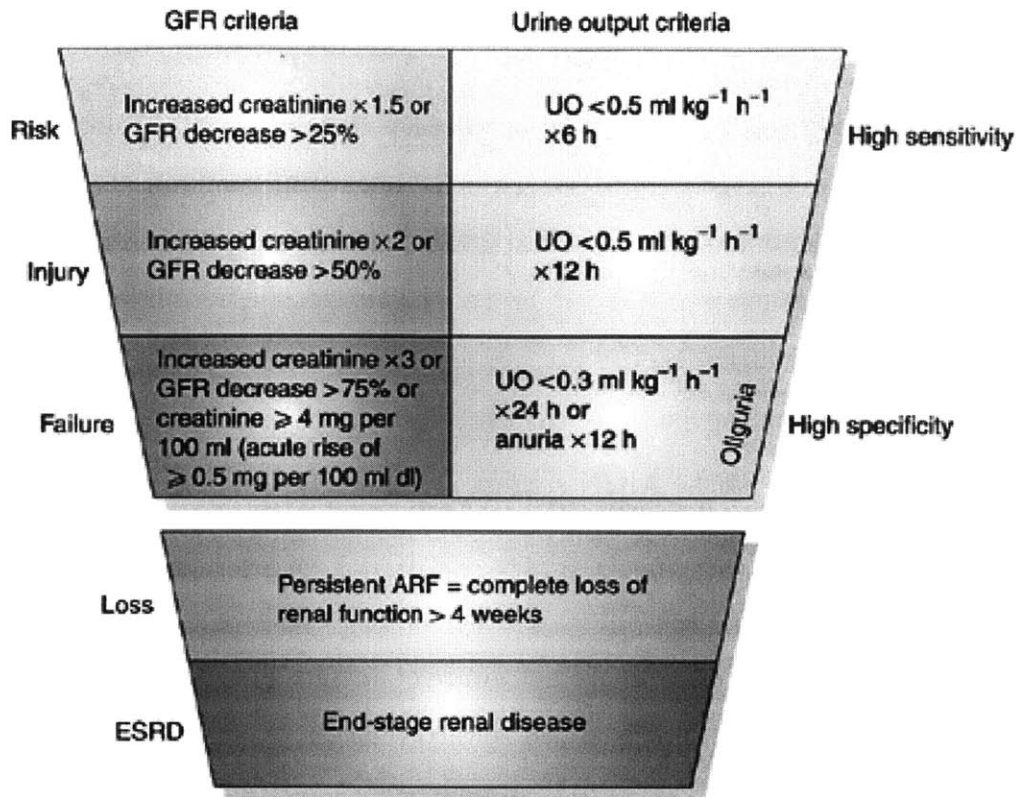 GFR criteria
Urine output criteria
Risk
Increased creatinine ×1.5 or
GFR decrease >25%
UO <0.5 ml kg⁻¹ h⁻¹
×6 h
High sensitivity
Injury
Increased creatinine ×2 or
GFR decrease >50%
UO <0.5 ml kg⁻¹ h⁻¹
×12 h
Failure
Increased creatinine ×3 or
GFR decrease >75% or
creatinine ⩾ 4 mg per
100 ml (acute rise of
⩾ 0.5 mg per 100 ml dl)
UO <0.3 ml kg⁻¹ h⁻¹
×24 h or
anuria ×12 h
Oliguria
High specificity
Loss
Persistent ARF = complete loss of
renal function > 4 weeks
ESRD
End-stage renal disease